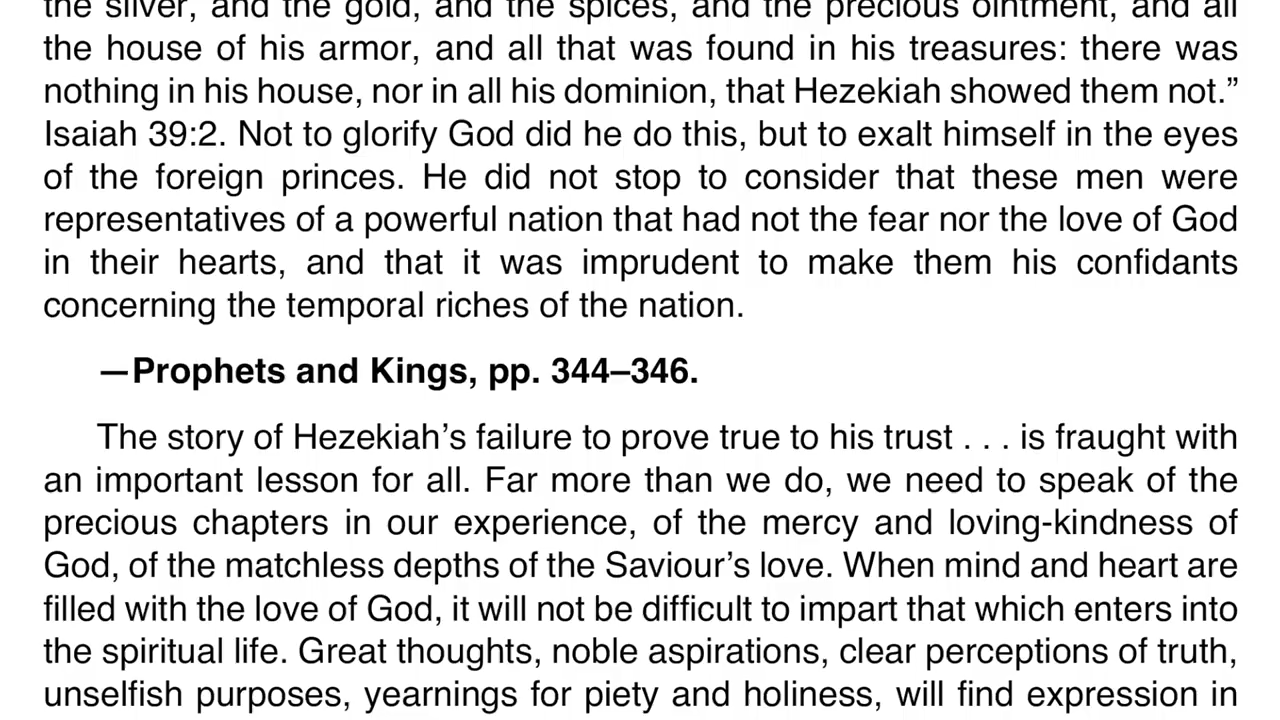 the silver, and the gold, and the spices, and the precious ointment, and all
the house of his armor, and all that was found in his treasures: there was
nothing in his house, nor in all his dominion, that Hezekiah showed them not.”
Isaiah 39:2. Not to glorify God did he do this, but to exalt himself in the eyes
of the foreign princes. He did not stop to consider that these men were
representatives of a powerful nation that had not the fear nor the love of God
in their hearts, and that it was imprudent to make them his confidants
concerning the temporal riches of the nation.
—Prophets and Kings, pp. 344–346.
The story of Hezekiah’s failure to prove true to his trust . . . is fraught with
an important lesson for all. Far more than we do, we need to speak of the
precious chapters in our experience, of the mercy and loving-kindness of
God, of the matchless depths of the Saviour’s love. When mind and heart are
filled with the love of God, it will not be difficult to impart that which enters into
the spiritual life. Great thoughts, noble aspirations, clear perceptions of truth,
unselfish purposes, yearnings for piety and holiness, will find expression in